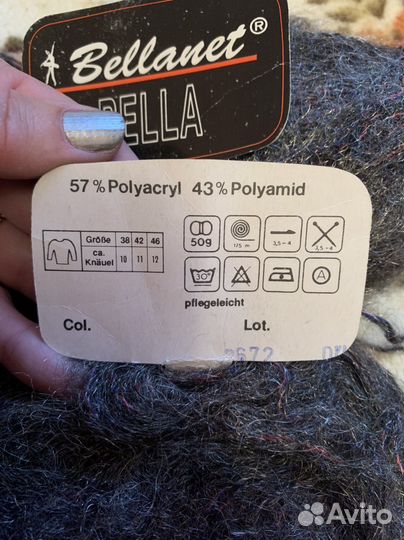 Bellanet®
BELLA
57% Polyacryl 43% Polyamid
Größe 38 42 46
ca. Knäuel 10 11 12
50g 175 m 3,5-4 3,5-4
30° A
pflegeleicht
Col. Lot.
Avito